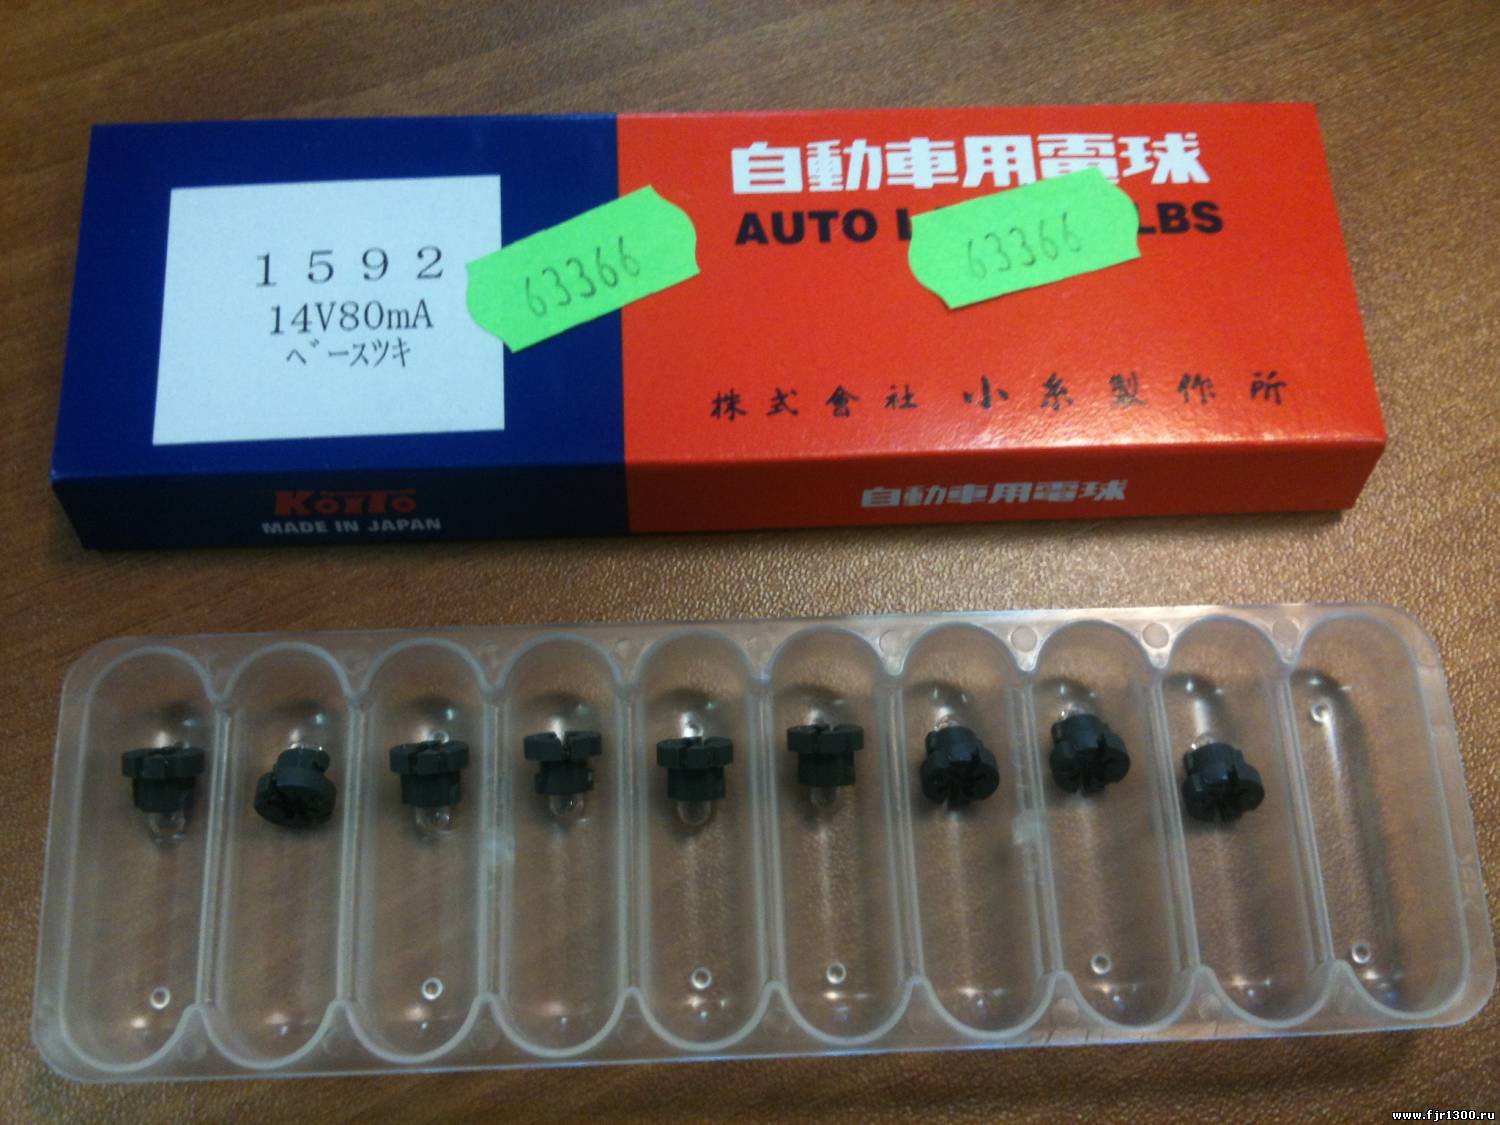 1592
14V80mA
ベースツキ
63366
自動車用電球
AUTO LBS
63366
株式會社 小糸製作所
KOITO
MADE IN JAPAN
自動車用電球
www.fjr1300.ru